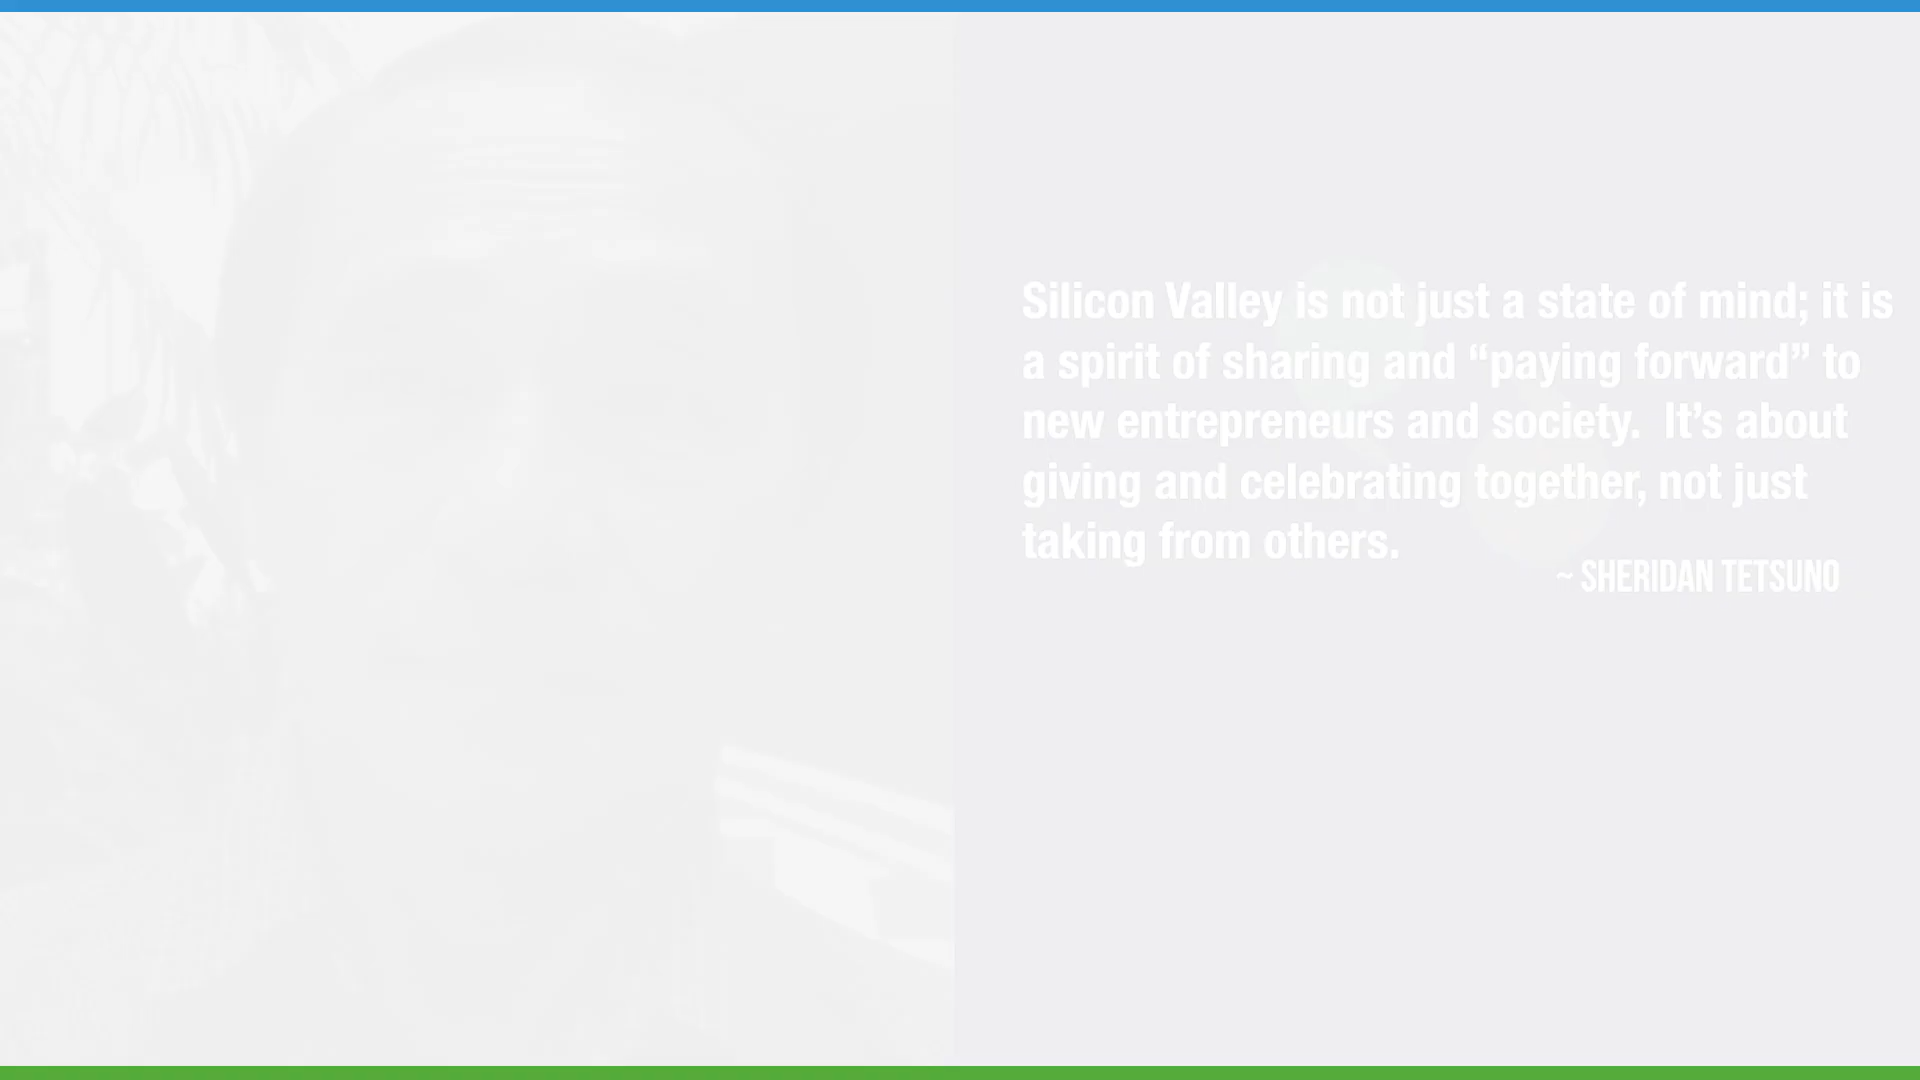 Silicon Valley is not just a state of mind; it is
a spirit of sharing and “paying forward” to
new entrepreneurs and society.  It’s about
giving and celebrating together, not just
taking from others.
~ SHERIDAN TETSUNO